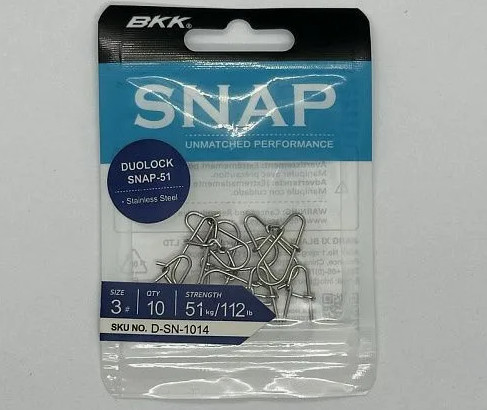 BKK®
SNAP
UNMATCHED PERFORMANCE
DUOLOCK
SNAP-51
• Stainless Steel
SIZE
3#
QTY
10
STRENGTH
51kg/112lb
SKU NO. D-SN-1014